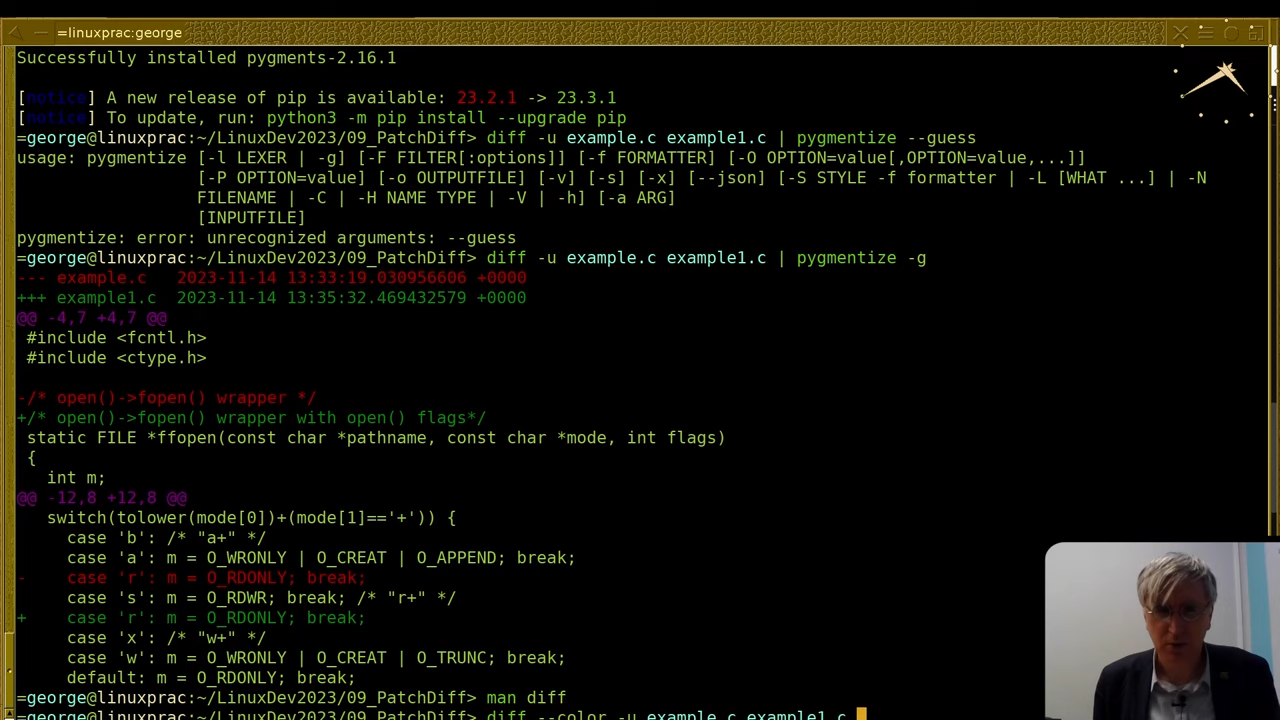 =linuxprac:george
Successfully installed pygments-2.16.1
[notice] A new release of pip is available: 23.2.1 -> 23.3.1
[notice] To update, run: python3 -m pip install --upgrade pip
=george@linuxprac:~/LinuxDev2023/09_PatchDiff> diff -u example.c example1.c | pygmentize --guess
usage: pygmentize [-l LEXER | -g] [-F FILTER[:options]] [-f FORMATTER] [-O OPTION=value[,OPTION=value,...]]
                  [-P OPTION=value] [-o OUTPUTFILE] [-v] [-s] [-x] [--json] [-S STYLE -f formatter | -L [WHAT ...] | -N
                  FILENAME | -C | -H NAME TYPE | -V | -h] [-a ARG]
                  [INPUTFILE]
pygmentize: error: unrecognized arguments: --guess
=george@linuxprac:~/LinuxDev2023/09_PatchDiff> diff -u example.c example1.c | pygmentize -g
--- example.c   2023-11-14 13:33:19.030956606 +0000
+++ example1.c  2023-11-14 13:35:32.469432579 +0000
@@ -4,7 +4,7 @@
 #include <fcntl.h>
 #include <ctype.h>
-/* open()->fopen() wrapper */
+/* open()->fopen() wrapper with open() flags*/
 static FILE *ffopen(const char *pathname, const char *mode, int flags)
 {
   int m;
@@ -12,8 +12,8 @@
   switch(tolower(mode[0])+(mode[1]=='+')) {
     case 'b': /* "a+" */
     case 'a': m = O_WRONLY | O_CREAT | O_APPEND; break;
-    case 'r': m = O_RDONLY; break;
     case 's': m = O_RDWR; break; /* "r+" */
+    case 'r': m = O_RDONLY; break;
     case 'x': /* "w+" */
     case 'w': m = O_WRONLY | O_CREAT | O_TRUNC; break;
     default: m = O_RDONLY; break;
=george@linuxprac:~/LinuxDev2023/09_PatchDiff> man diff
=george@linuxprac:~/LinuxDev2023/09_PatchDiff> diff --color -u example.c example1.c